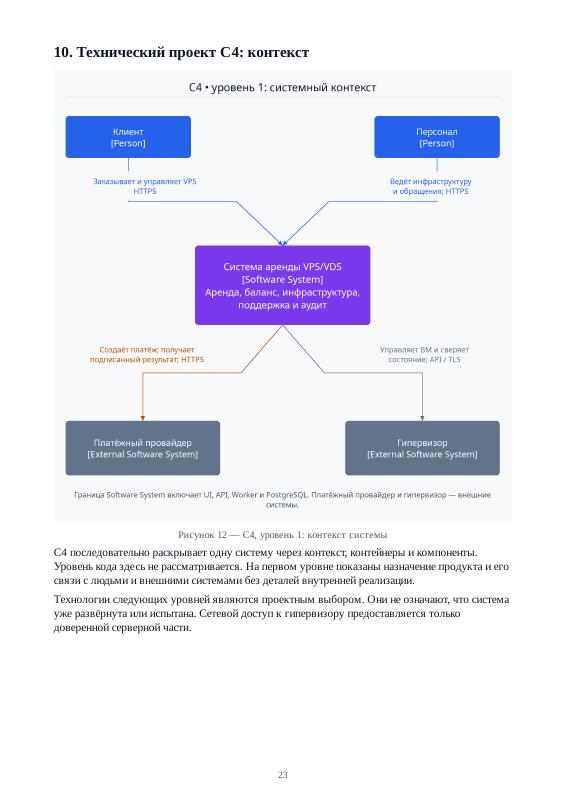 10. Технический проект C4: контекст
C4 • уровень 1: системный контекст
Клиент
[Person]
Персонал
[Person]
Заказывает и управляет VPS
HTTPS
Ведёт инфраструктуру
и обращения; HTTPS
Система аренды VPS/VDS
[Software System]
Аренда, баланс, инфраструктура,
поддержка и аудит
Создаёт платёж; получает
подписанный результат; HTTPS
Управляет ВМ и сверяет
состояние; API / TLS
Платёжный провайдер
[External Software System]
Гипервизор
[External Software System]
Граница Software System включает UI, API, Worker и PostgreSQL. Платёжный провайдер и гипервизор — внешние
системы.
Рисунок 12 — C4, уровень 1: контекст системы
C4 последовательно раскрывает одну систему через контекст, контейнеры и компоненты.
Уровень кода здесь не рассматривается. На первом уровне показаны назначение продукта и его
связи с людьми и внешними системами без деталей внутренней реализации.
Технологии следующих уровней являются проектным выбором. Они не означают, что система
уже развёрнута или испытана. Сетевой доступ к гипервизору предоставляется только
доверенной серверной части.
23